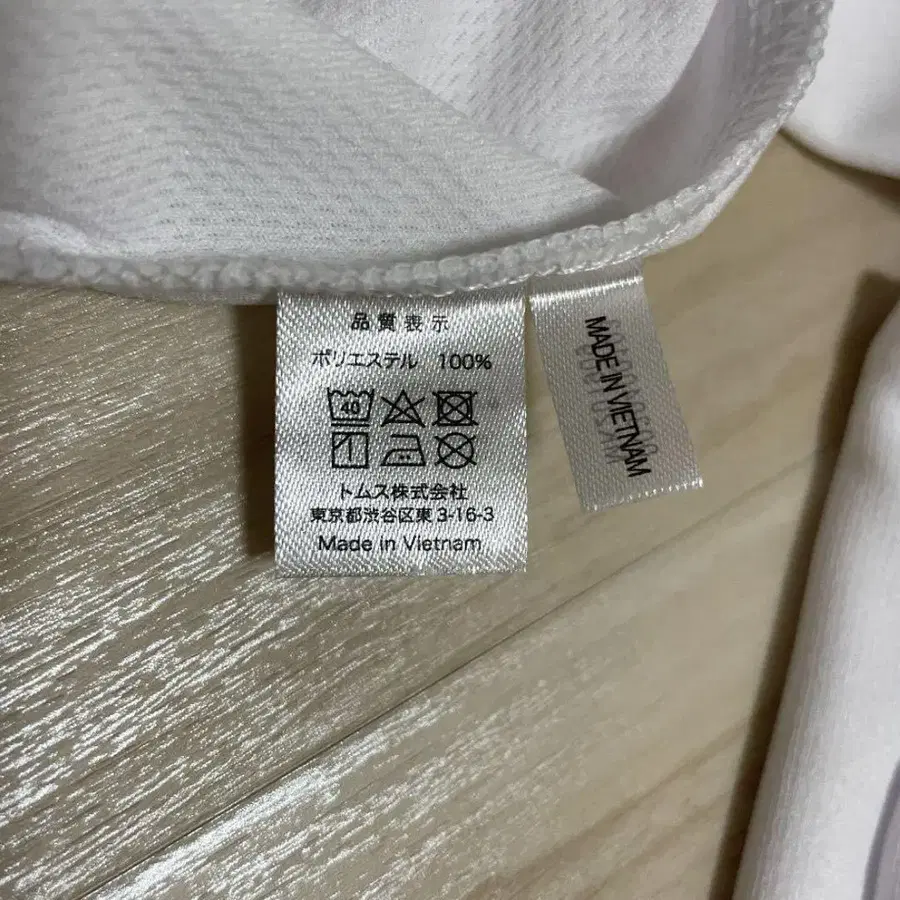 品質表示
ポリエステル 100%
40
トムス株式会社
東京都渋谷区東3-16-3
Made in Vietnam
MADE IN VIETNAM